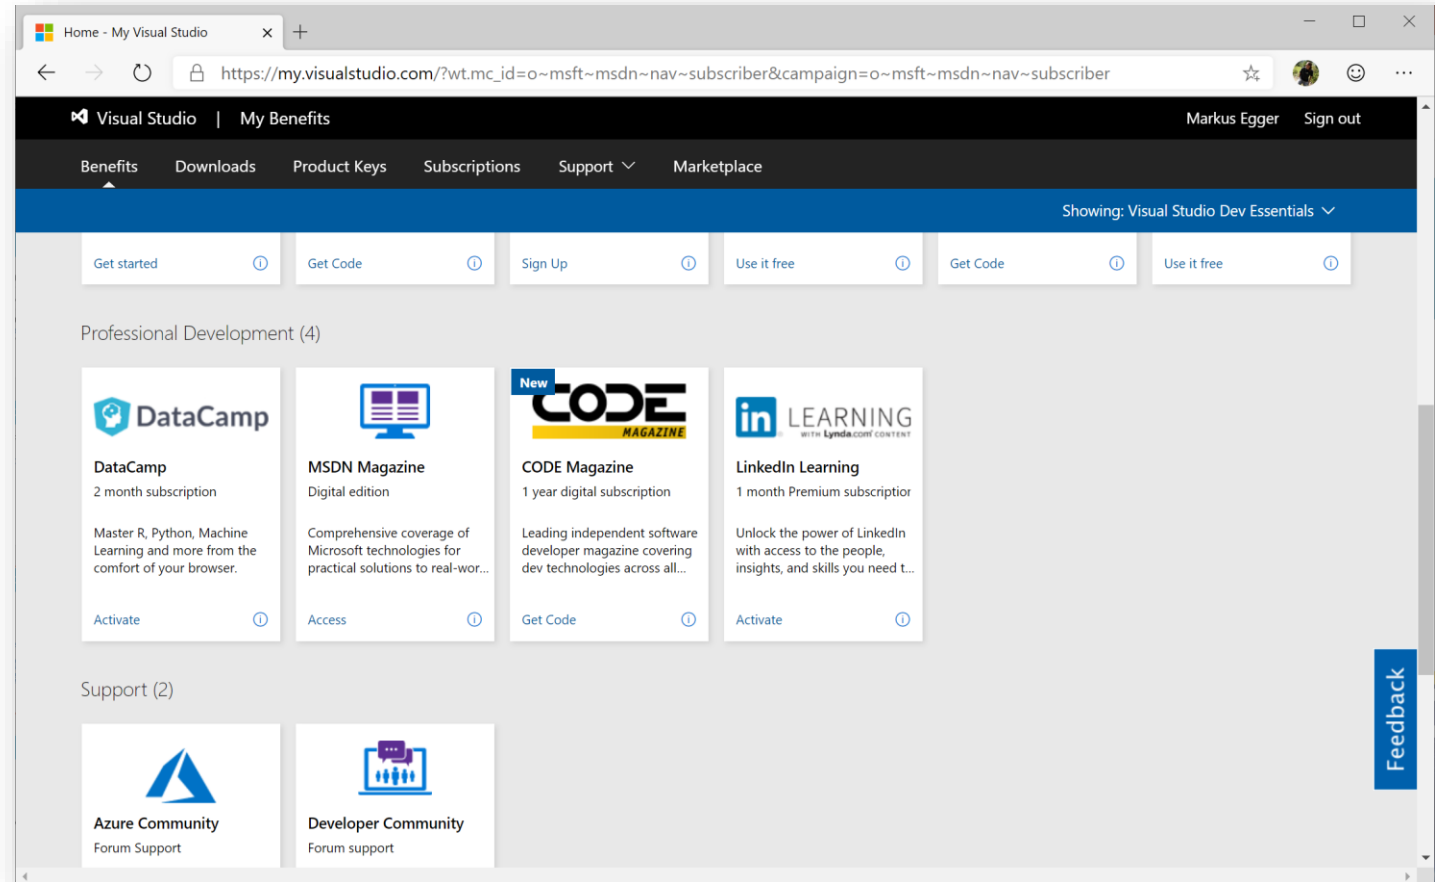 Home - My Visual Studio
https://my.visualstudio.com/?wt.mc_id=o~msft~msdn~nav~subscriber&campaign=o~msft~msdn~nav~subscriber
Visual Studio | My Benefits
Markus Egger Sign out
Benefits Downloads Product Keys Subscriptions Support Marketplace
Showing: Visual Studio Dev Essentials
Get started Get Code Sign Up Use it free Get Code Use it free
Professional Development (4)
DataCamp
DataCamp
2 month subscription
Master R, Python, Machine
Learning and more from the
comfort of your browser.
Activate
MSDN Magazine
Digital edition
Comprehensive coverage of
Microsoft technologies for
practical solutions to real-wor...
Access
New
CODE
MAGAZINE
CODE Magazine
1 year digital subscription
Leading independent software
developer magazine covering
dev technologies across all...
Get Code
in LEARNING
WITH Lynda.com CONTENT
LinkedIn Learning
1 month Premium subscription
Unlock the power of LinkedIn
with access to the people,
insights, and skills you need t...
Activate
Support (2)
Azure Community
Forum Support
Developer Community
Forum support
Feedback